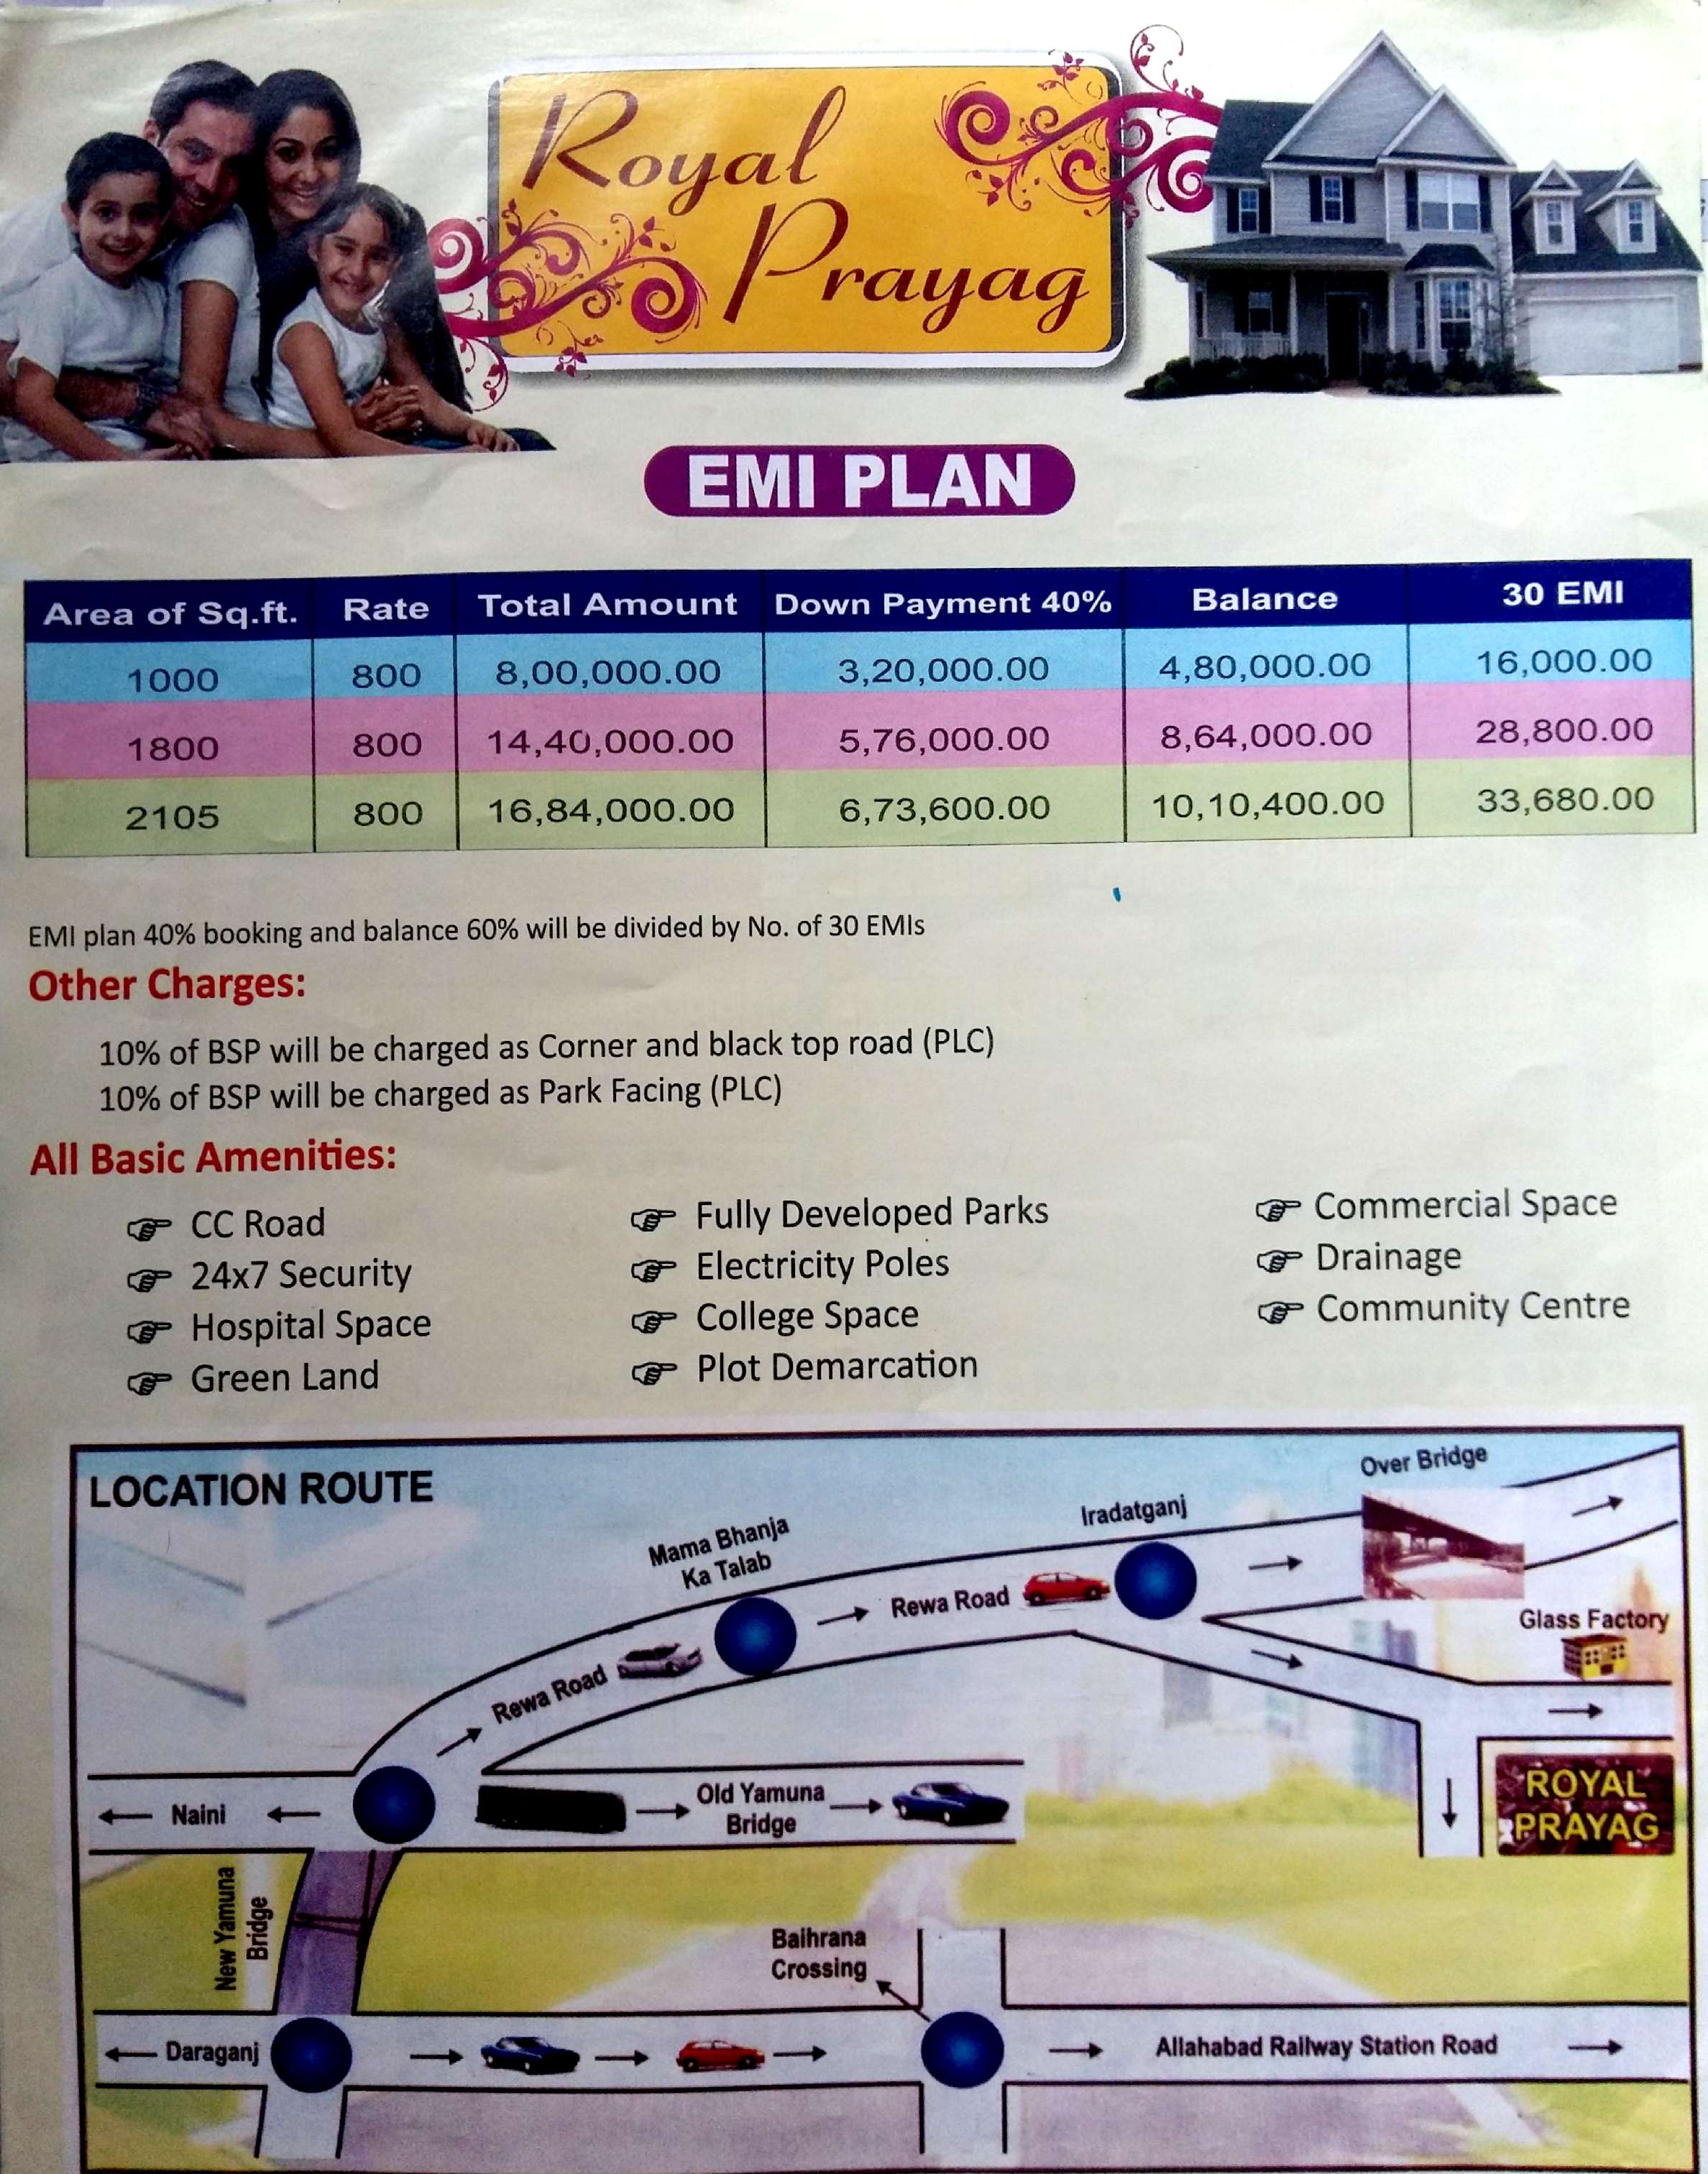 Royal
Prayag
EMI PLAN
Area of Sq.ft. Rate Total Amount Down Payment 40% Balance 30 EMI
1000 800 8,00,000.00 3,20,000.00 4,80,000.00 16,000.00
1800 800 14,40,000.00 5,76,000.00 8,64,000.00 28,800.00
2105 800 16,84,000.00 6,73,600.00 10,10,400.00 33,680.00
EMI plan 40% booking and balance 60% will be divided by No. of 30 EMIs
Other Charges:
10% of BSP will be charged as Corner and black top road (PLC)
10% of BSP will be charged as Park Facing (PLC)
All Basic Amenities:
CC Road Fully Developed Parks Commercial Space
24x7 Security Electricity Poles Drainage
Hospital Space College Space Community Centre
Green Land Plot Demarcation
LOCATION ROUTE
Over Bridge
Iradatganj
Mama Bhanja
Ka Talab
Rewa Road
Glass Factory
Rewa Road
ROYAL
PRAYAG
Naini
Old Yamuna
Bridge
New Yamuna
Bridge
Baihrana
Crossing
Daraganj
Allahabad Railway Station Road